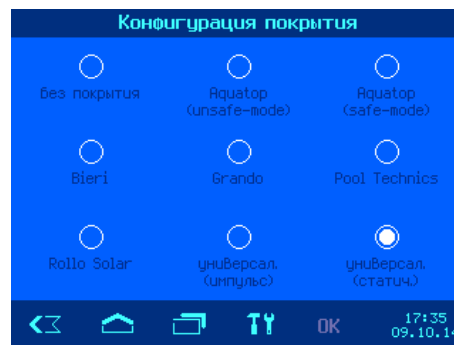 Конфигурация покрытия
без покрытия
Aquatop
(unsafe-mode)
Aquatop
(safe-mode)
Bieri
Grando
Pool Technics
Rollo Solar
универсал.
(импульс)
универсал.
(статич.)
OK
17:35
09.10.14